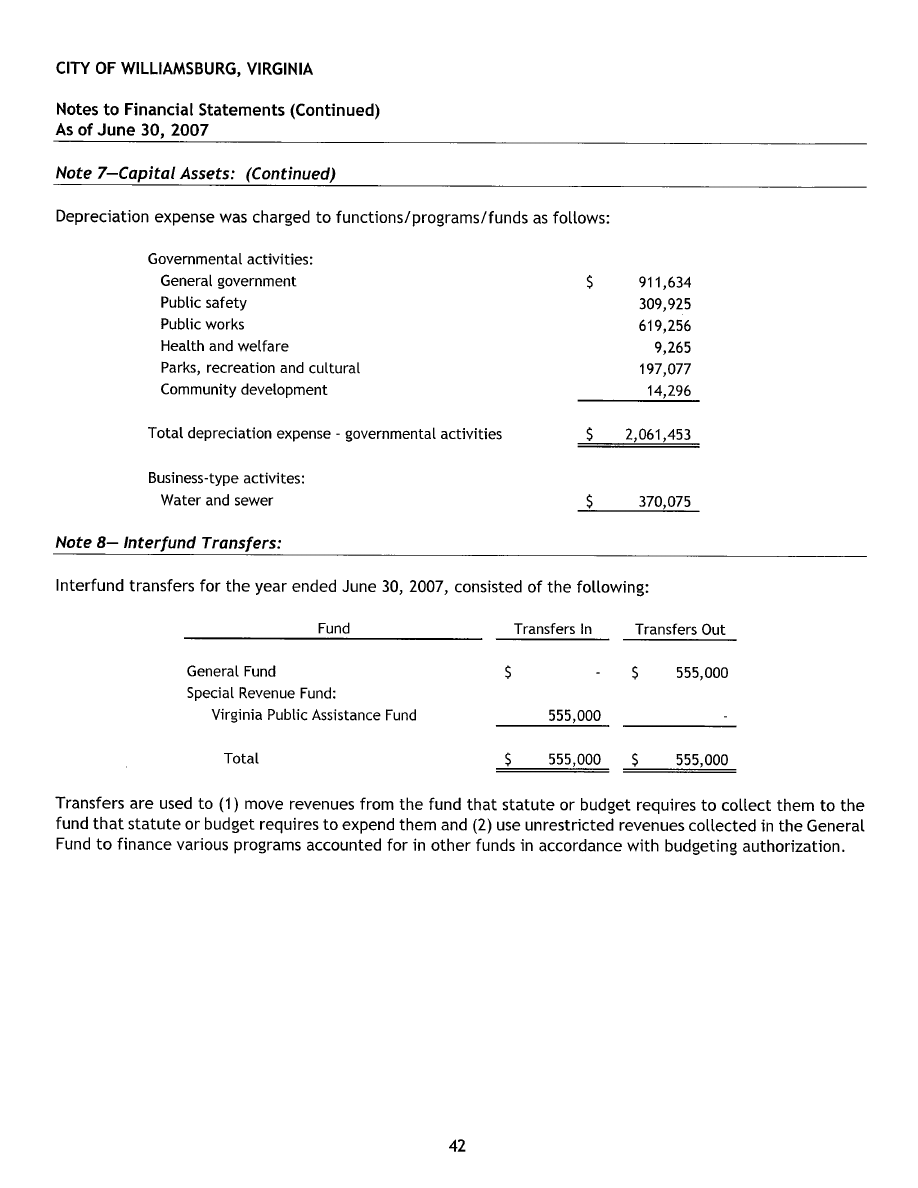 CITY OF WILLIAMSBURG, VIRGINIA
Notes to Financial Statements (Continued)
As of June 30, 2007
Note 7—Capital Assets: (Continued)
Depreciation expense was charged to functions/programs/funds as follows:
Governmental activities:
General government $ 911,634
Public safety 309,925
Public works 619,256
Health and welfare 9,265
Parks, recreation and cultural 197,077
Community development 14,296
Total depreciation expense - governmental activities $ 2,061,453
Business-type activites:
Water and sewer $ 370,075
Note 8— Interfund Transfers:
Interfund transfers for the year ended June 30, 2007, consisted of the following:
Fund Transfers In Transfers Out
General Fund $ - $ 555,000
Special Revenue Fund:
Virginia Public Assistance Fund 555,000 -
Total $ 555,000 $ 555,000
Transfers are used to (1) move revenues from the fund that statute or budget requires to collect them to the
fund that statute or budget requires to expend them and (2) use unrestricted revenues collected in the General
Fund to finance various programs accounted for in other funds in accordance with budgeting authorization.
42